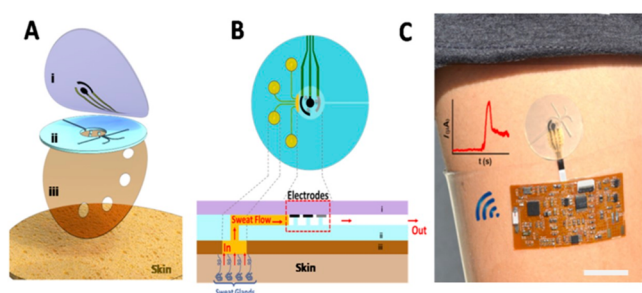 A
i
ii
iii
Skin
B
Electrodes
i
Sweat Flow
Out
ii
In
iii
Skin
Sweat Glands
C
t (s)